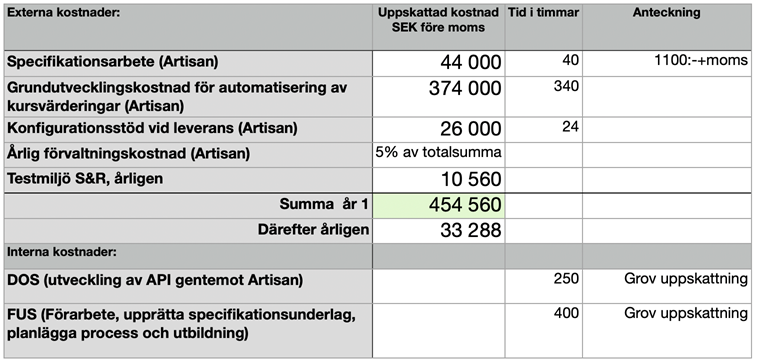 Externa kostnader: Uppskattad kostnad SEK före moms Tid i timmar Anteckning
Specifikationsarbete (Artisan) 44 000 40 1100:-+moms
Grundutvecklingskostnad för automatisering av kursvärderingar (Artisan) 374 000 340
Konfigurationsstöd vid leverans (Artisan) 26 000 24
Årlig förvaltningskostnad (Artisan) 5% av totalsumma
Testmiljö S&R, årligen 10 560
Summa år 1 454 560
Därefter årligen 33 288
Interna kostnader:
DOS (utveckling av API gentemot Artisan) 250 Grov uppskattning
FUS (Förarbete, upprätta specifikationsunderlag, planlägga process och utbildning) 400 Grov uppskattning